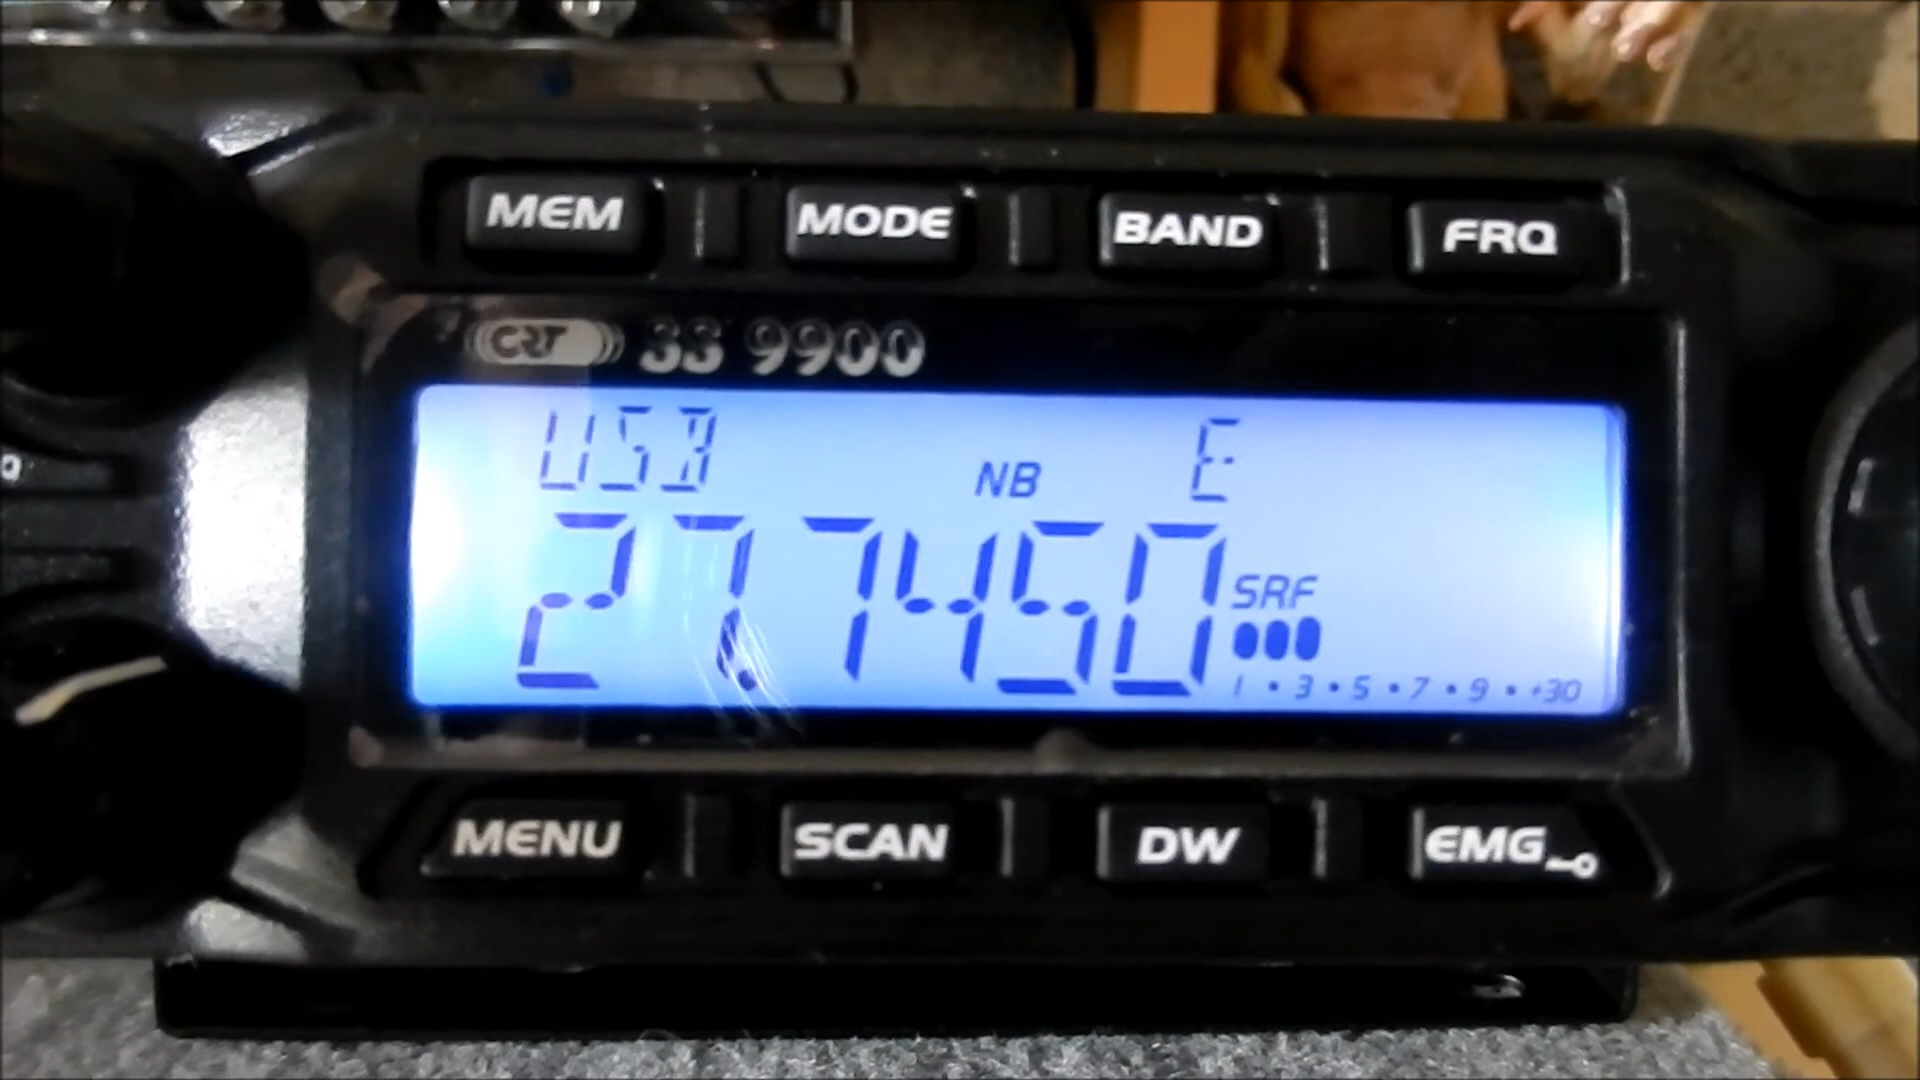 MEM MODE BAND FRQ
CRT SS 9900
USB NB E
27.7450 SRF
1 • 3 • 5 • 7 • 9 • +30
MENU SCAN DW EMG